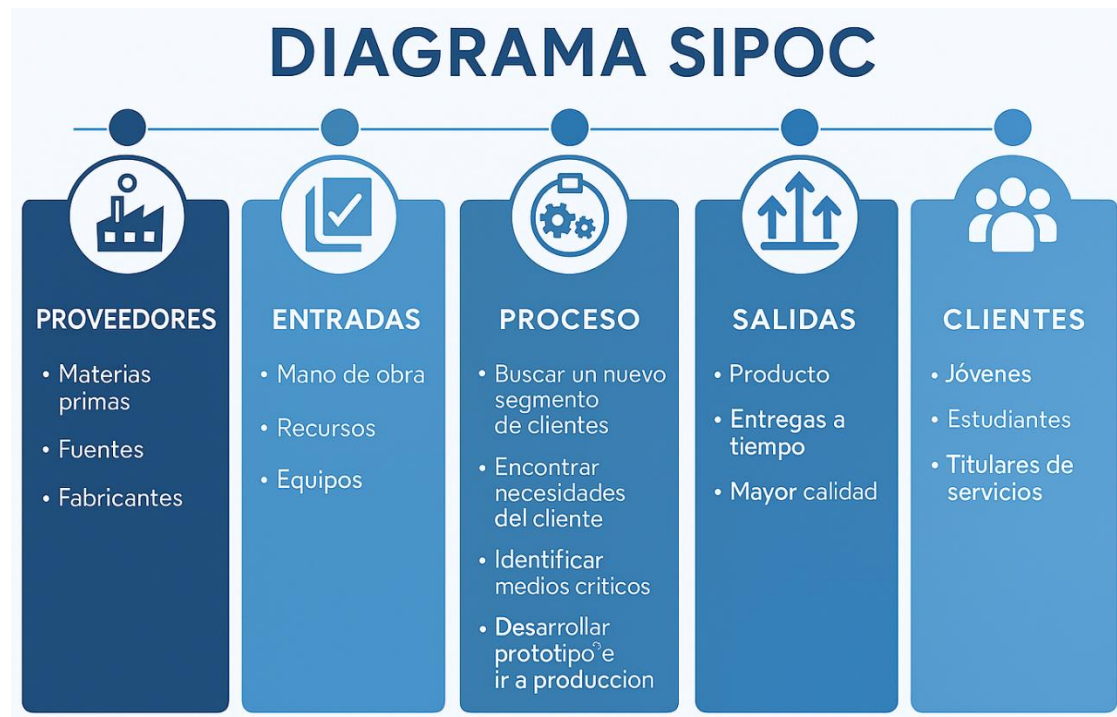 DIAGRAMA SIPOC
PROVEEDORES
• Materias
primas
• Fuentes
• Fabricantes
ENTRADAS
• Mano de obra
• Recursos
• Equipos
PROCESO
• Buscar un nuevo
segmento
de clientes
• Encontrar
necesidades
del cliente
• Identificar
medios criticos
• Desarrollar
prototipo e
ir a produccion
SALIDAS
• Producto
• Entregas a
tiempo
• Mayor calidad
CLIENTES
• Jóvenes
• Estudiantes
• Titulares de
servicios